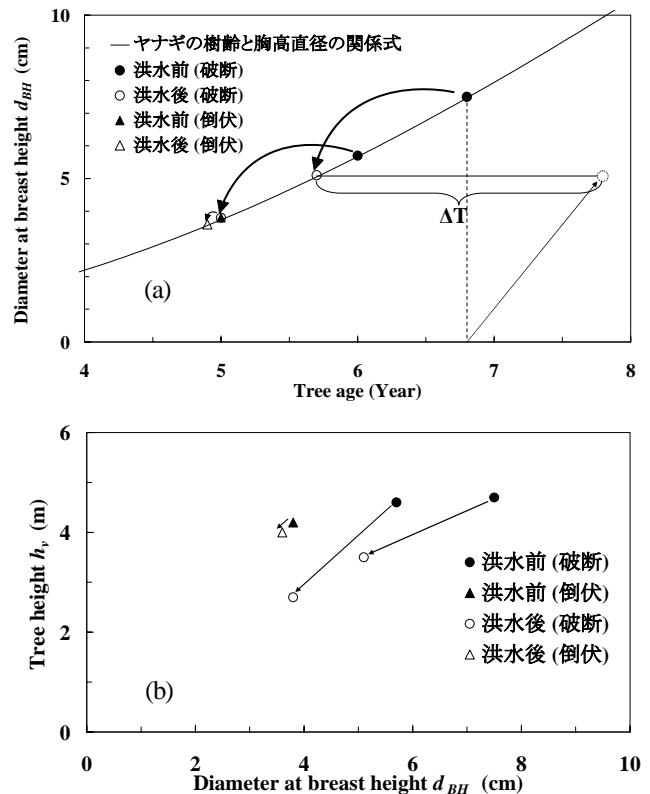 10
Diameter at breast height d_BH (cm)
ヤナギの樹齢と胸高直径の関係式
洪水前 (破断)
洪水後 (破断)
洪水前 (倒伏)
洪水後 (倒伏)
5
ΔT
(a)
0
4 5 6 7 8
Tree age (Year)
6
Tree height h_v (m)
4
洪水前 (破断)
洪水前 (倒伏)
洪水後 (破断)
洪水後 (倒伏)
2
(b)
0
0 2 4 6 8 10
Diameter at breast height d_BH (cm)